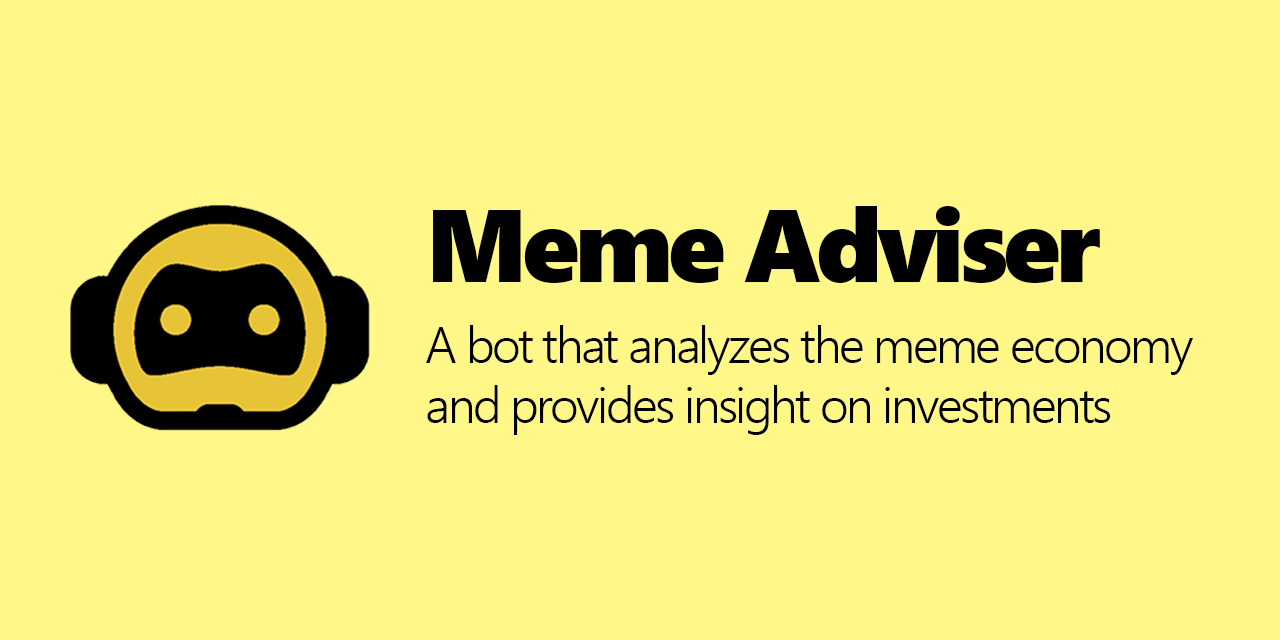 Meme Adviser
A bot that analyzes the meme economy
and provides insight on investments